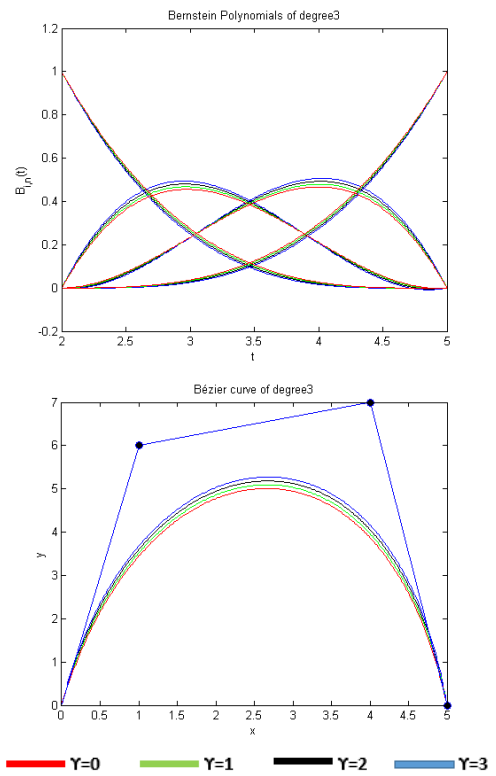 Bernstein Polynomials of degree3
1.2
1
0.8
0.6
0.4
0.2
0
-0.2
B_{i,n}(t)
2 2.5 3 3.5 4 4.5 5
t
Bézier curve of degree3
7
6
5
4
3
2
1
0
y
0 0.5 1 1.5 2 2.5 3 3.5 4 4.5 5
x
ϒ=0 ϒ=1 ϒ=2 ϒ=3